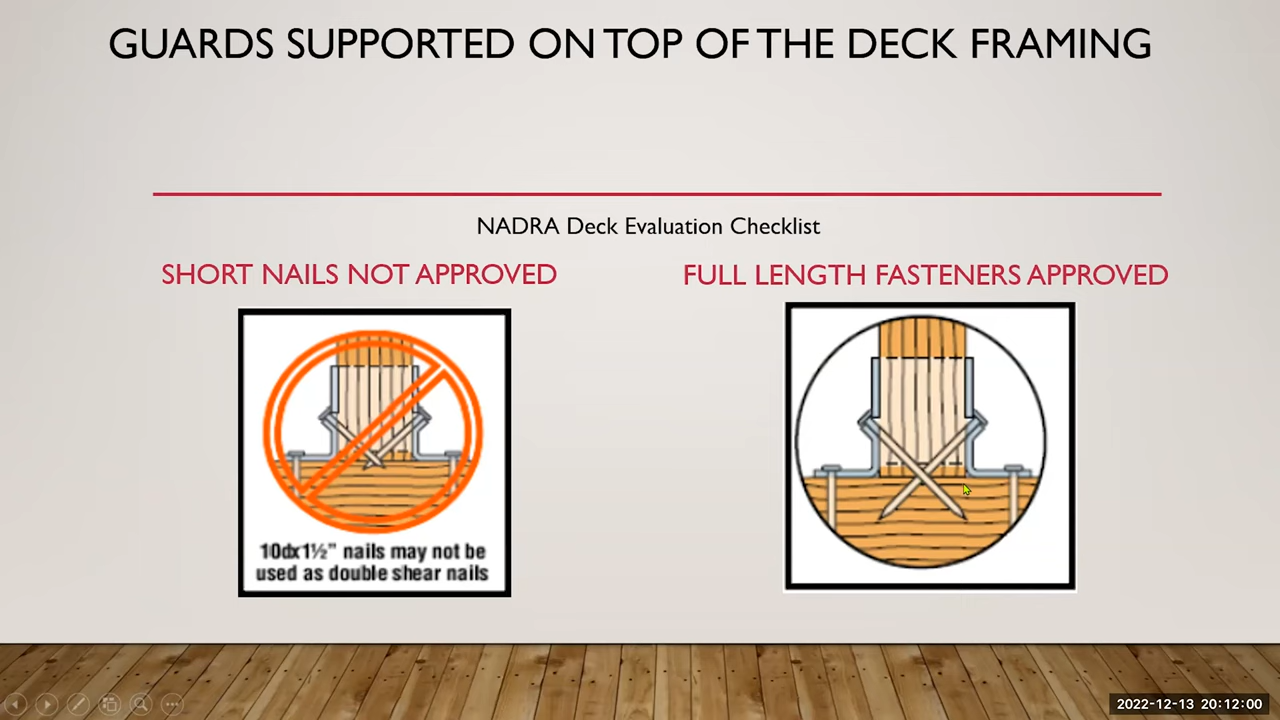 GUARDS SUPPORTED ON TOP OF THE DECK FRAMING
NADRA Deck Evaluation Checklist
SHORT NAILS NOT APPROVED
FULL LENGTH FASTENERS APPROVED
10dx1½" nails may not be
used as double shear nails
2022-12-13 20:12:00